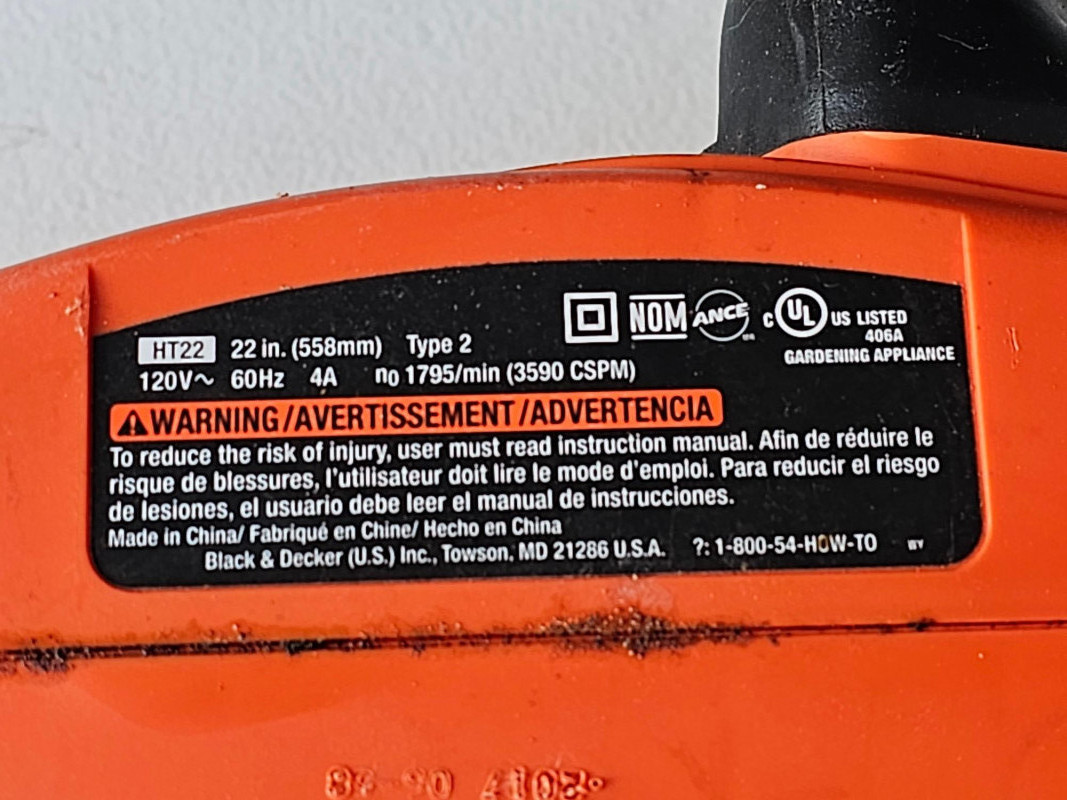 NOM ANCE
C UL US LISTED
406A
GARDENING APPLIANCE
HT22 22 in. (558mm) Type 2
120V~ 60Hz 4A no 1795/min (3590 CSPM)
WARNING/AVERTISSEMENT/ADVERTENCIA
To reduce the risk of injury, user must read instruction manual. Afin de réduire le
risque de blessures, l'utilisateur doit lire le mode d'emploi. Para reducir el riesgo
de lesiones, el usuario debe leer el manual de instrucciones.
Made in China/ Fabriqué en Chine/ Hecho en China
Black & Decker (U.S.) Inc., Towson, MD 21286 U.S.A. ?: 1-800-54-HOW-TO